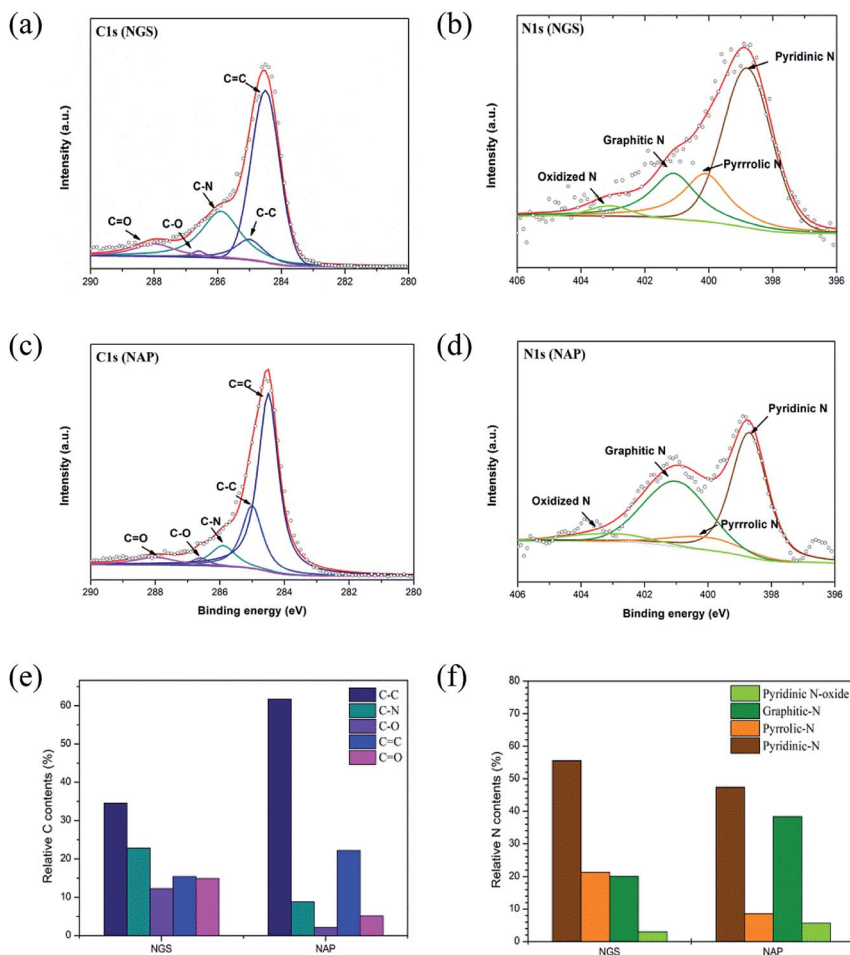 (a)
C1s (NGS)
C=C
C-N
C-C
C=O
C-O
Intensity (a.u.)
290 288 286 284 282 280
(b)
N1s (NGS)
Pyridinic N
Graphitic N
Pyrrrolic N
Oxidized N
Intensity (a.u.)
406 404 402 400 398 396
(c)
C1s (NAP)
C=C
C-C
C-N
C-O
C=O
Intensity (a.u.)
290 288 286 284 282 280
Binding energy (eV)
(d)
N1s (NAP)
Pyridinic N
Graphitic N
Oxidized N
Pyrrrolic N
Intensity (a.u.)
406 404 402 400 398 396
Binding energy (eV)
(e)
Relative C contents (%)
60
50
40
30
20
10
0
C-C
C-N
C-O
C=C
C=O
NGS NAP
(f)
Relative N contents (%)
80
70
60
50
40
30
20
10
0
Pyridinic N-oxide
Graphitic-N
Pyrrolic-N
Pyridinic-N
NGS NAP